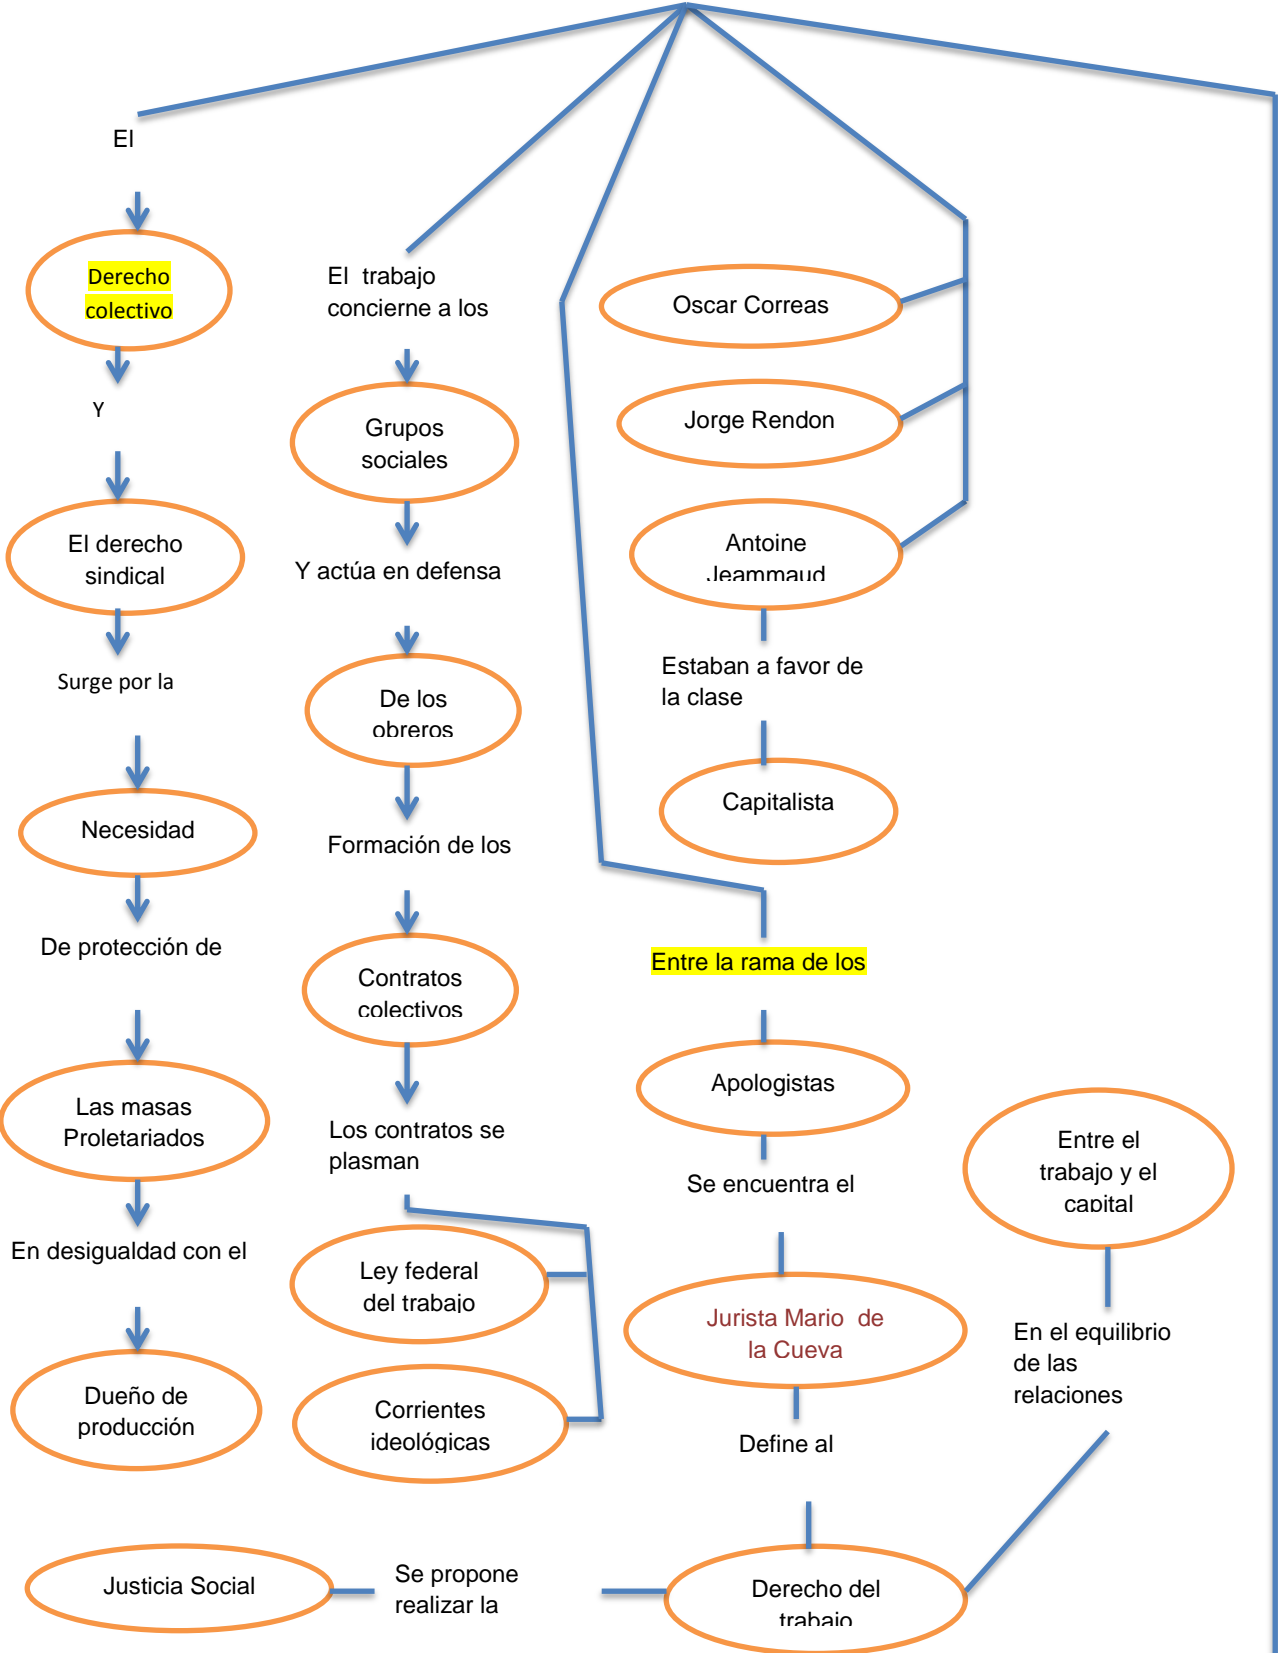 El
Derecho
colectivo
Y
El derecho
sindical
Surge por la
Necesidad
De protección de
Las masas
Proletariados
En desigualdad con el
Dueño de
producción
El  trabajo
concierne a los
Grupos
sociales
Y actúa en defensa
De los
obreros
Formación de los
Contratos
colectivos
Los contratos se
plasman
Ley federal
del trabajo
Corrientes
ideológicas
Oscar Correas
Jorge Rendon
Antoine
Jeammaud
Estaban a favor de
la clase
Capitalista
Entre la rama de los
Apologistas
Se encuentra el
Jurista Mario  de
la Cueva
Define al
Derecho del
trabajo
Se propone
realizar la
Justicia Social
En el equilibrio
de las
relaciones
Entre el
trabajo y el
capital